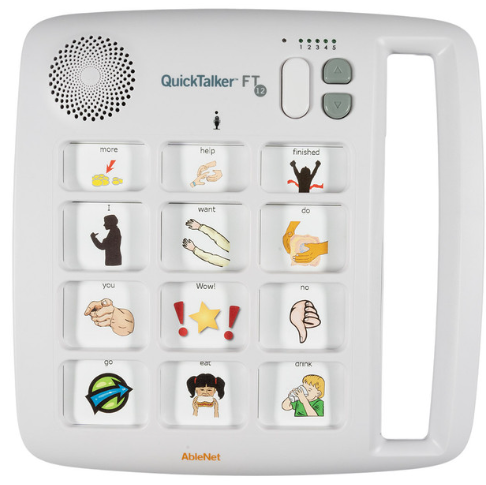 1 2 3 4 5
QuickTalker™ FT
12
more help finished
I want do
you Wow! no
go eat drink
AbleNet